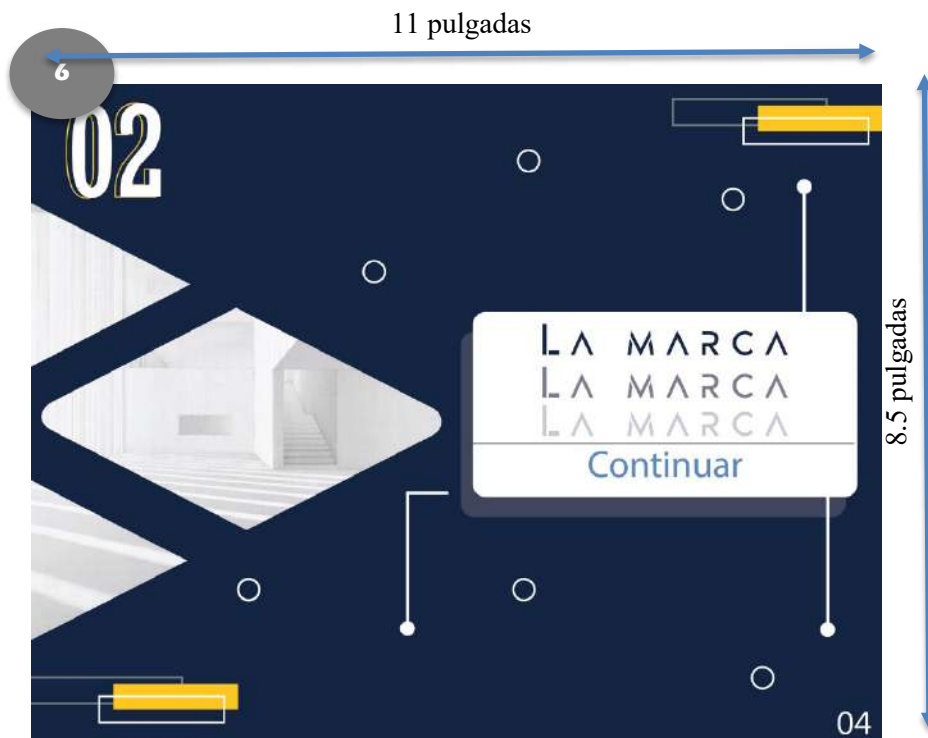 11 pulgadas
6
02
8.5 pulgadas
LA MARCA
LA MARCA
LA MARCA
Continuar
04